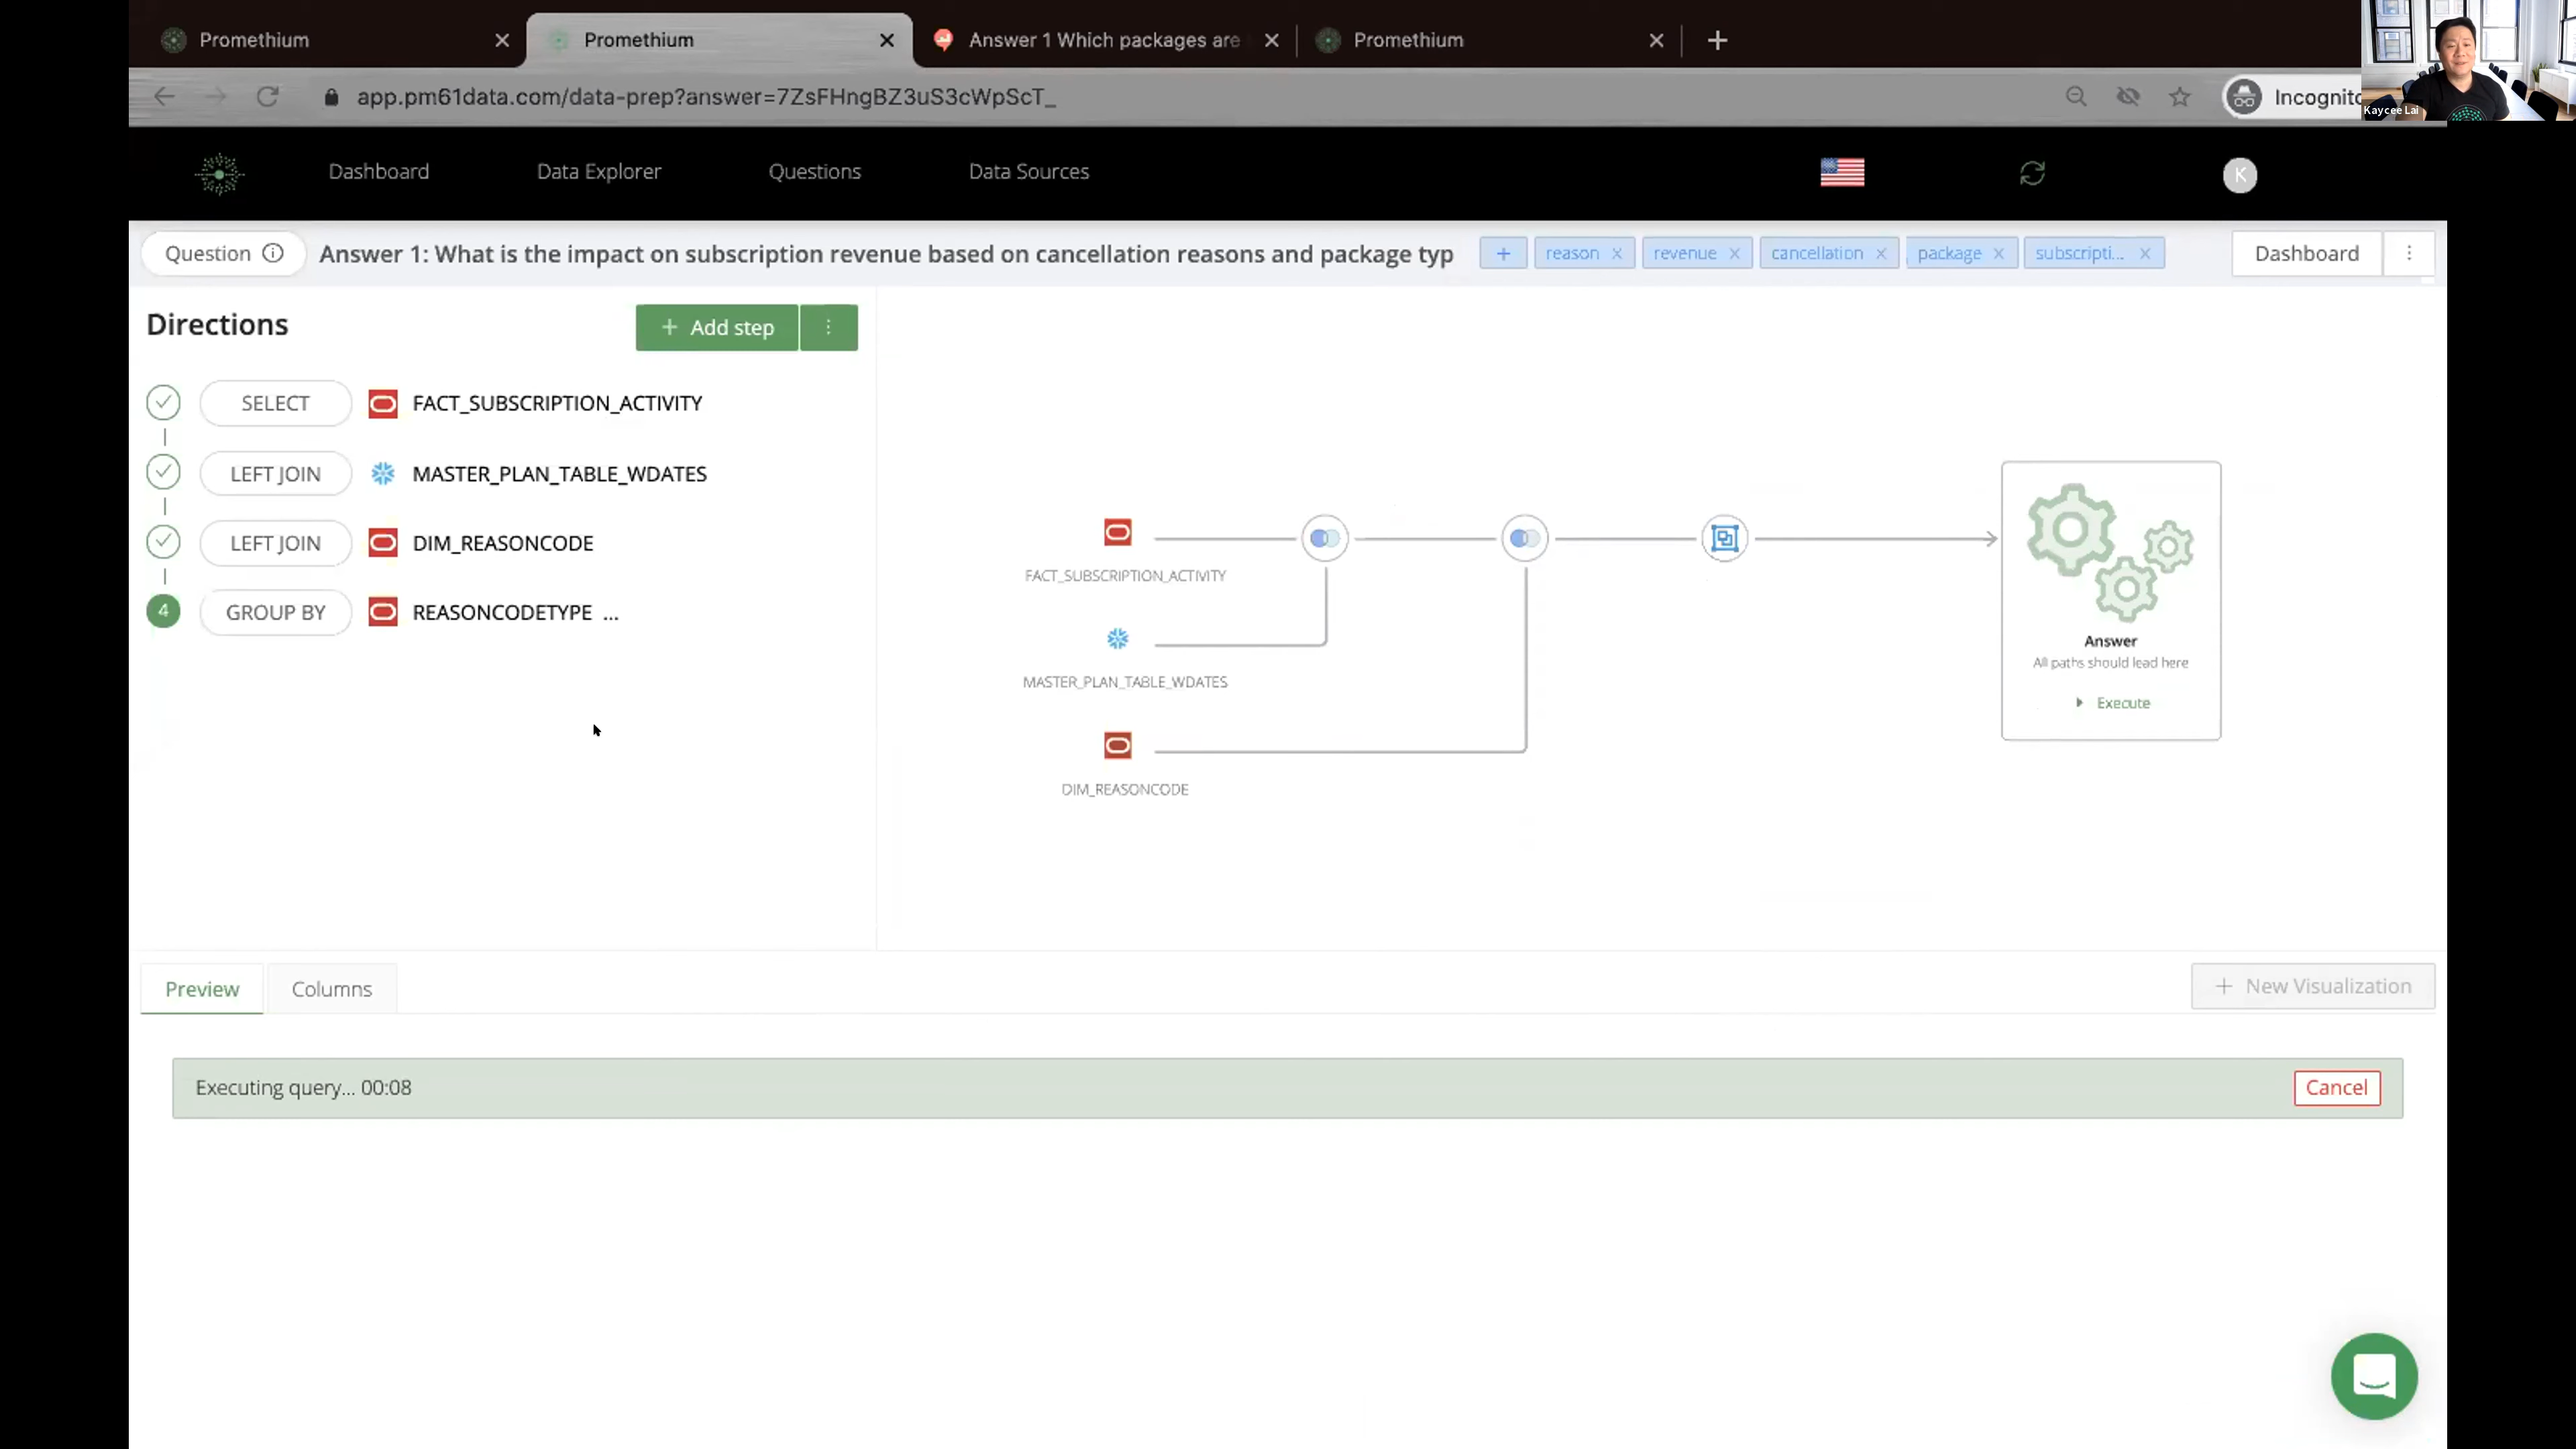 Promethium
Promethium
Answer 1 Which packages are
Promethium
app.pm61data.com/data-prep?answer=7ZsFHngBZ3uS3cWpScT_
Incognito
Kaycee Lai
Dashboard
Data Explorer
Questions
Data Sources
K
Question
Answer 1: What is the impact on subscription revenue based on cancellation reasons and package typ
+
reason
revenue
cancellation
package
subscripti...
Dashboard
Directions
+ Add step
SELECT FACT_SUBSCRIPTION_ACTIVITY
LEFT JOIN MASTER_PLAN_TABLE_WDATES
LEFT JOIN DIM_REASONCODE
4 GROUP BY REASONCODETYPE ...
FACT_SUBSCRIPTION_ACTIVITY
MASTER_PLAN_TABLE_WDATES
DIM_REASONCODE
Answer
All paths should lead here
Execute
Preview
Columns
+ New Visualization
Executing query... 00:08
Cancel